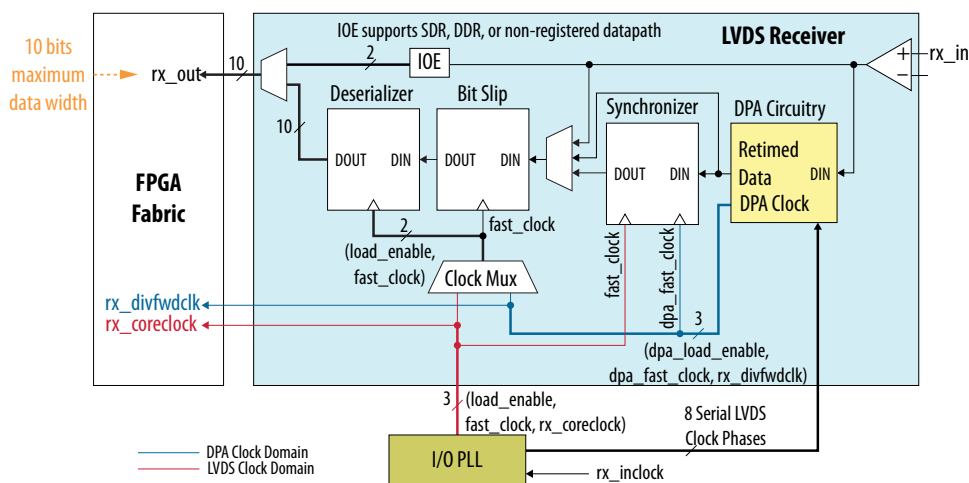 IOE supports SDR, DDR, or non-registered datapath
LVDS Receiver
10 bits
maximum
data width
rx_out
10
2
IOE
+
−
rx_in
Deserializer
Bit Slip
Synchronizer
DPA Circuitry
10
DOUT
DIN
DOUT
DIN
DOUT
DIN
Retimed
Data
DIN
DPA Clock
FPGA
Fabric
2
(load_enable,
fast_clock)
fast_clock
fast_clock
dpa_fast_clock
Clock Mux
rx_divfwdclk
rx_coreclock
3
(dpa_load_enable,
dpa_fast_clock, rx_divfwdclk)
3
(load_enable,
fast_clock, rx_coreclock)
8 Serial LVDS
Clock Phases
I/O PLL
rx_inclock
DPA Clock Domain
LVDS Clock Domain